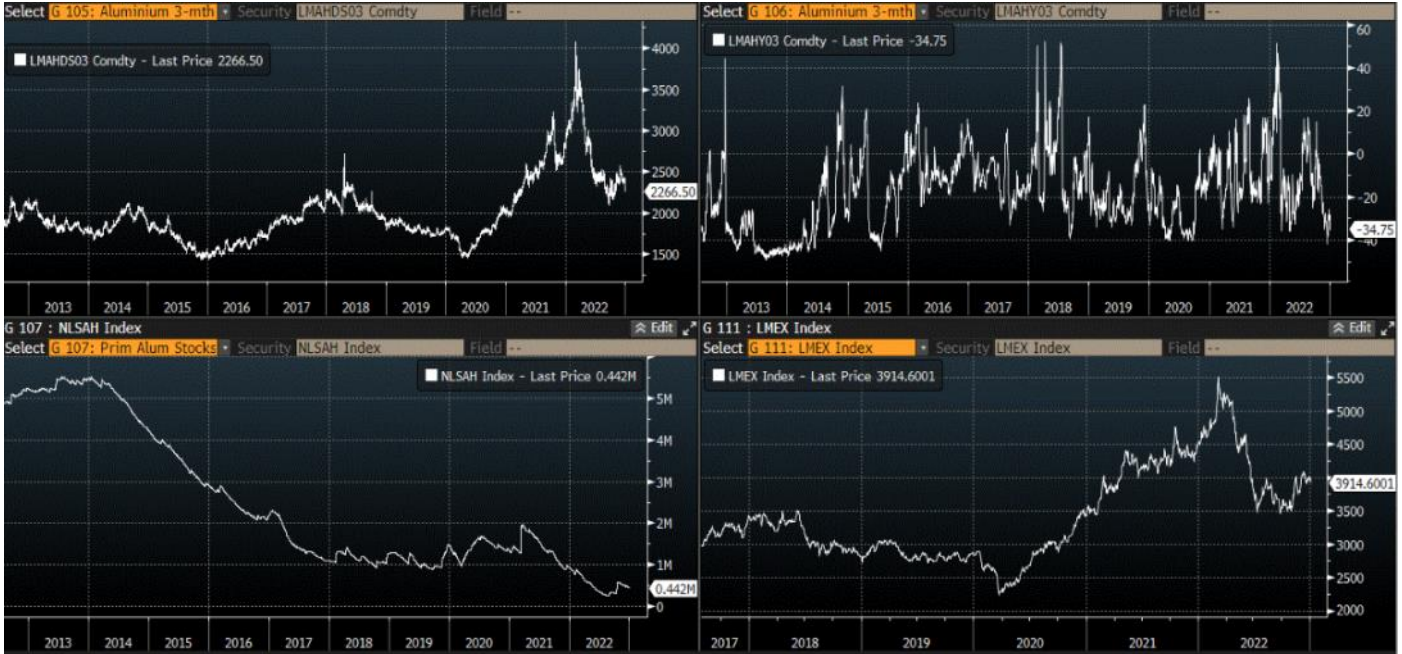 Select G 105: Aluminium 3-mth Security LMAHDS03 Comdty Field --
LMAHDS03 Comdty - Last Price 2266.50
4000
3500
3000
2500
2266.50
2000
1500
2013 2014 2015 2016 2017 2018 2019 2020 2021 2022
Select G 106: Aluminium 3-mth Security LMAHY03 Comdty Field --
LMAHY03 Comdty - Last Price -34.75
60
40
20
0
-20
-34.75
-40
2013 2014 2015 2016 2017 2018 2019 2020 2021 2022
G 107 : NLSAH Index Edit
Select G 107: Prim Alum Stocks Security NLSAH Index Field --
NLSAH Index - Last Price 0.442M
5M
4M
3M
2M
1M
0.442M
0
2013 2014 2015 2016 2017 2018 2019 2020 2021 2022
G 111 : LMEX Index Edit
Select G 111: LMEX Index Security LMEX Index Field --
LMEX Index - Last Price 3914.6001
5500
5000
4500
3914.6001
3500
3000
2500
2000
2017 2018 2019 2020 2021 2022